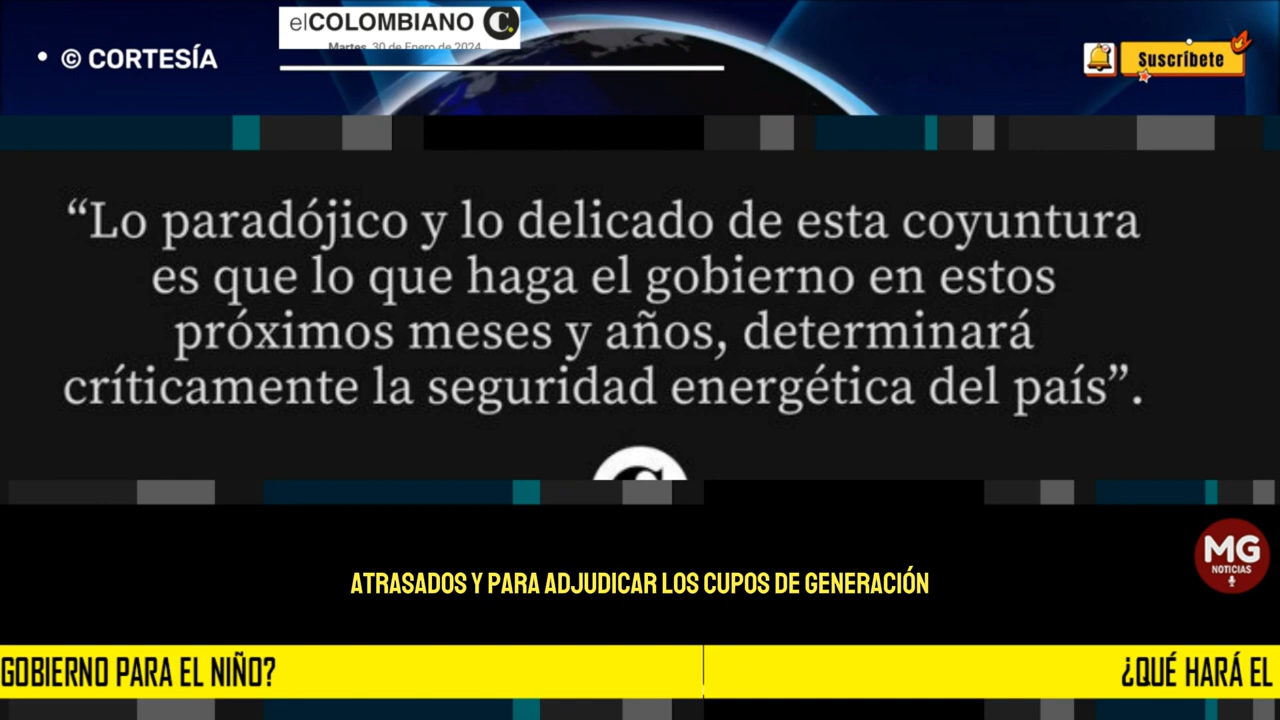 elCOLOMBIANO C.
Martes, 30 de Enero de 2024
• © CORTESÍA
Suscríbete
“Lo paradójico y lo delicado de esta coyuntura
es que lo que haga el gobierno en estos
próximos meses y años, determinará
críticamente la seguridad energética del país”.
MG
NOTICIAS
ATRASADOS Y PARA ADJUDICAR LOS CUPOS DE GENERACIÓN
GOBIERNO PARA EL NIÑO?
¿QUÉ HARÁ EL